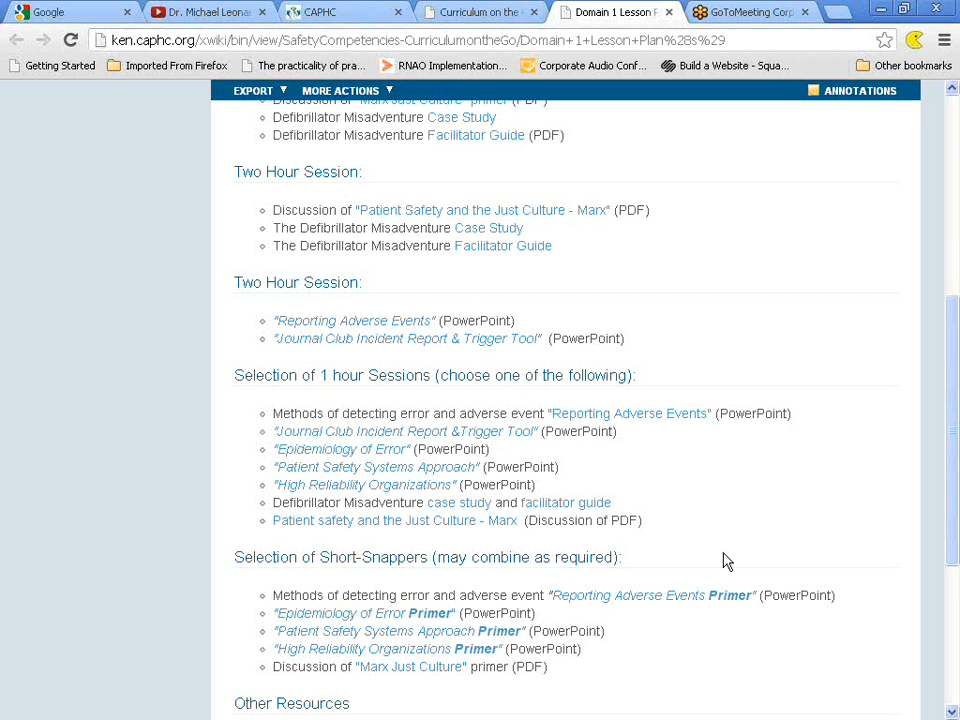 Google
Dr. Michael Leona
CAPHC
Curriculum on the
Domain 1 Lesson P
GoToMeeting Corp
ken.caphc.org/xwiki/bin/view/SafetyCompetencies-CurriculumontheGo/Domain+1+Lesson+Plan%28s%29
Getting Started
Imported From Firefox
The practicality of pra...
RNAO Implementation...
Corporate Audio Conf...
Build a Website - Squa...
Other bookmarks
EXPORT
MORE ACTIONS
ANNOTATIONS
Discussion of "Marx Just Culture" primer (PDF)
Defibrillator Misadventure Case Study
Defibrillator Misadventure Facilitator Guide (PDF)
Two Hour Session:
Discussion of "Patient Safety and the Just Culture - Marx" (PDF)
The Defibrillator Misadventure Case Study
The Defibrillator Misadventure Facilitator Guide
Two Hour Session:
"Reporting Adverse Events" (PowerPoint)
"Journal Club Incident Report & Trigger Tool" (PowerPoint)
Selection of 1 hour Sessions (choose one of the following):
Methods of detecting error and adverse event "Reporting Adverse Events" (PowerPoint)
"Journal Club Incident Report &Trigger Tool" (PowerPoint)
"Epidemiology of Error" (PowerPoint)
"Patient Safety Systems Approach" (PowerPoint)
"High Reliability Organizations" (PowerPoint)
Defibrillator Misadventure case study and facilitator guide
Patient safety and the Just Culture - Marx (Discussion of PDF)
Selection of Short-Snappers (may combine as required):
Methods of detecting error and adverse event "Reporting Adverse Events Primer" (PowerPoint)
"Epidemiology of Error Primer" (PowerPoint)
"Patient Safety Systems Approach Primer" (PowerPoint)
"High Reliability Organizations Primer" (PowerPoint)
Discussion of "Marx Just Culture" primer (PDF)
Other Resources